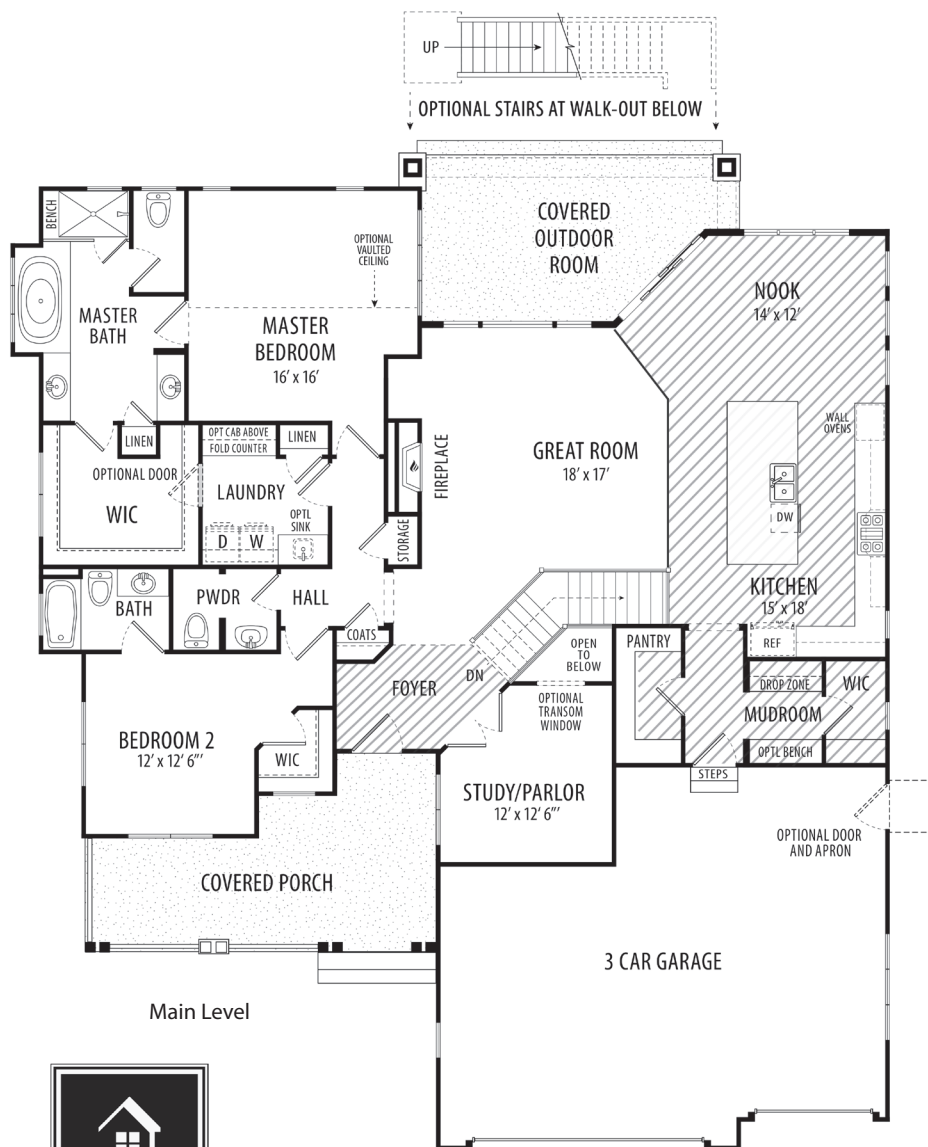 UP
OPTIONAL STAIRS AT WALK-OUT BELOW
COVERED
OUTDOOR
ROOM
BENCH
OPTIONAL
VAULTED
CEILING
NOOK
14' x 12'
MASTER
BATH
MASTER
BEDROOM
16' x 16'
WALL
OVENS
OPT CAB ABOVE
FOLD COUNTER
LINEN
LINEN
OPTIONAL DOOR
WIC
LAUNDRY
OPTL
SINK
D
W
FIREPLACE
GREAT ROOM
18' x 17'
DW
STORAGE
KITCHEN
15' x 18'
REF
BATH
PWDR
HALL
COATS
PANTRY
OPEN
TO
BELOW
DN
FOYER
OPTIONAL
TRANSOM
WINDOW
DROP ZONE
WIC
MUDROOM
OPTL BENCH
STEPS
BEDROOM 2
12' x 12' 6"'
WIC
STUDY/PARLOR
12' x 12' 6"'
OPTIONAL DOOR
AND APRON
COVERED PORCH
3 CAR GARAGE
Main Level